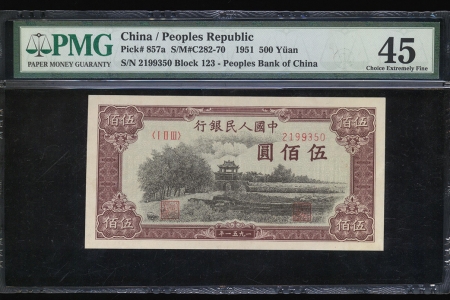 PMG
PAPER MONEY GUARANTY
China / Peoples Republic
Pick# 857a S/M#C282-70 1951 500 Yüan
S/N 2199350 Block 123 - Peoples Bank of China
45
Choice Extremely Fine
佰伍
行銀民人國中
佰伍
〈I II III〉
2199350
圓佰伍
伍佰
年一五九一
伍佰